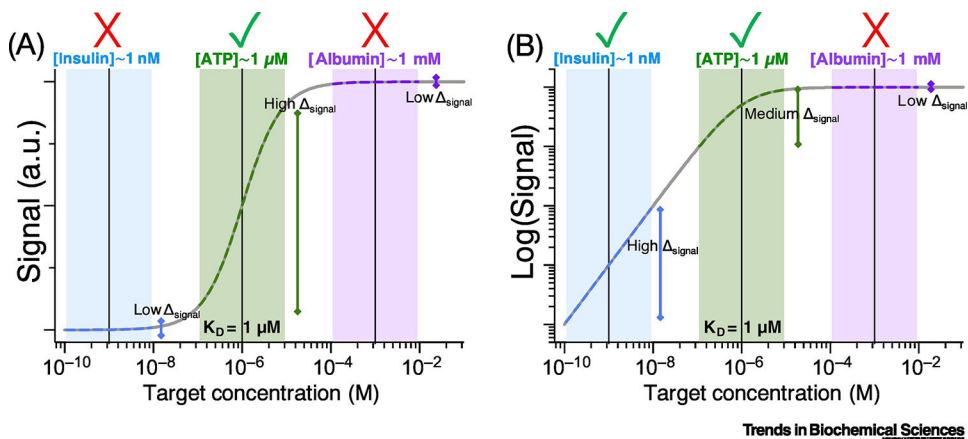 (A)
[Insulin]~1 nM
[ATP]~1 µM
[Albumin]~1 mM
Signal (a.u.)
Low Δsignal
High Δsignal
Low Δsignal
KD = 1 µM
10−10
10−8
10−6
10−4
10−2
Target concentration (M)
(B)
[Insulin]~1 nM
[ATP]~1 µM
[Albumin]~1 mM
Log(Signal)
High Δsignal
Medium Δsignal
Low Δsignal
KD = 1 µM
10−10
10−8
10−6
10−4
10−2
Target concentration (M)
Trends in Biochemical Sciences